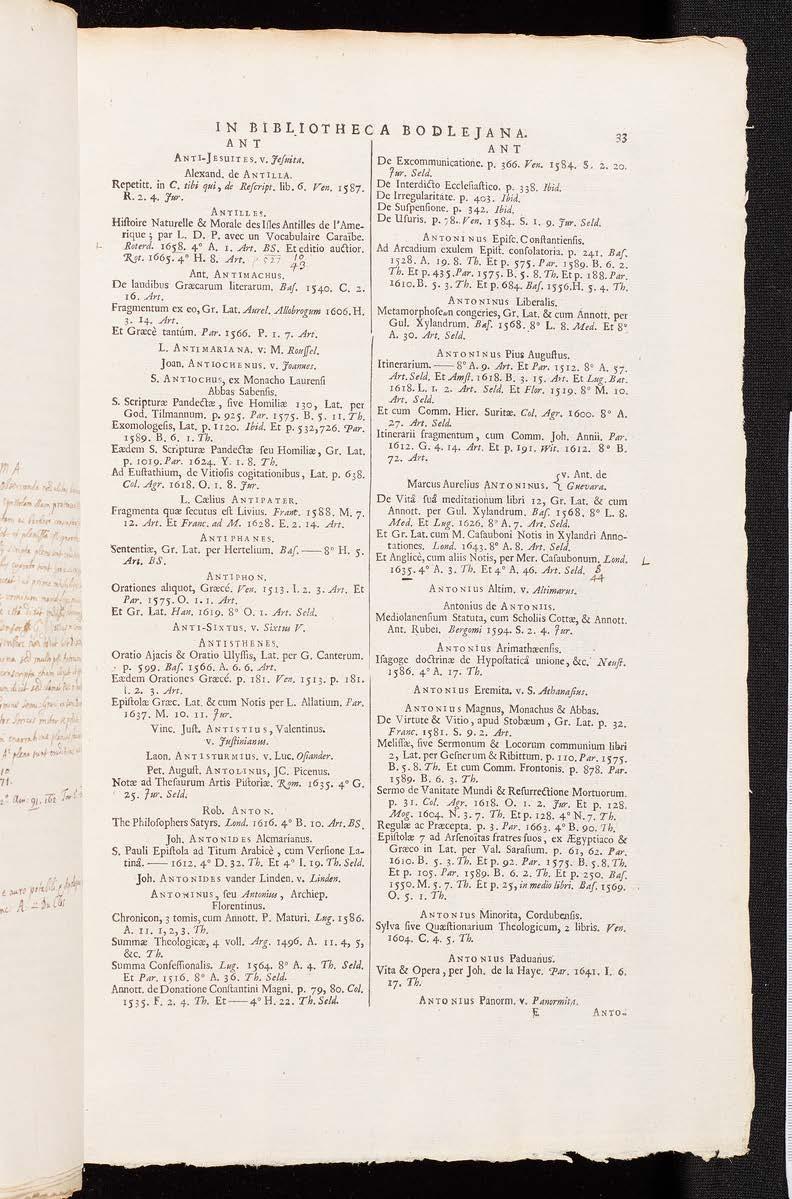 IN BIBLIOTHECA BODLEJANA.
33
ANT
ANTI-JESUITES. v. Jeſuita.
Alexand. de ANTILLA.
Repetitt. in C. tibi qui, de Reſcript. lib. 6. Ven. 1587.
R. 2. 4. Jur.
ANTILLES.
Hiſtoire Naturelle & Morale des Iſles Antilles de l'Ame-
rique; par L. D. P. avec un Vocabulaire Caraïbe.
Roterd. 1658. 4° A. 1. Art. BS. Et editio auctior.
Rot. 1665. 4° H. 8. Art.
Ant. ANTIMACHUS.
De laudibus Græcarum literarum. Baſ. 1540. C. 2.
16. Art.
Fragmentum ex eo, Gr. Lat. Aurel. Allobrogum 1606. H.
3. 14. Art.
Et Græcè tantùm. Par. 1566. P. 1. 7. Art.
L. ANTIMARIANA. v. M. Rouſſel.
Joan. ANTIOCHENUS. v. Joannes.
S. ANTIOCHUS, ex Monacho Laurenſi
Abbas Sabenſis.
S. Scripturæ Pandectæ, ſive Homiliæ 130, Lat. per
God. Tilmannum. p. 925. Par. 1575. B. 5. 11. Th.
Exomologeſis, Lat. p. 1120. Ibid. Et p. 532, 726. Par.
1589. B. 6. 1. Th.
Eædem S. Scripturæ Pandectæ ſeu Homiliæ, Gr. Lat.
p. 1019. Par. 1624. Y. 1. 8. Th.
Ad Euſtathium, de Vitioſis cogitationibus, Lat. p. 638.
Col. Agr. 1618. O. 1. 8. Jur.
L. Cælius ANTIPATER.
Fragmenta quæ ſecutus eſt Livius. Franc. 1588. M. 7.
12. Art. Et Franc. ad M. 1628. E. 2. 14. Art.
ANTIPHANES.
Sententiæ, Gr. Lat. per Hertelium. Baſ. —— 8° H. 5.
Art. BS.
ANTIPHON.
Orationes aliquot, Græcè. Ven. 1513. I. 2. 3. Art. Et
Par. 1575. O. 1. 1. Art.
Et Gr. Lat. Han. 1619. 8° O. 1. Art. Seld.
ANTI-SIXTUS. v. Sixtus V.
ANTISTHENES.
Oratio Ajacis & Oratio Ulyſſis, Lat. per G. Canterum.
p. 599. Baſ. 1566. A. 6. 6. Art.
Eædem Orationes Græcè. p. 181. Ven. 1513. p. 181.
I. 2. 3. Art.
Epiſtolæ Græc. Lat. & cum Notis per L. Allatium. Par.
1637. M. 10. 11. Jur.
Vinc. Juſt. ANTISTIUS, Valentinus.
v. Juſtinianus.
Laon. ANTISTURMIUS. v. Luc. Oſiander.
Pet. Auguſt. ANTOLINUS, JC. Picenus.
Notæ ad Theſaurum Artis Piſtoriæ. Rom. 1635. 4° G.
25. Jur. Seld.
Rob. ANTON.
The Philoſophers Satyrs. Lond. 1616. 4° B. 10. Art. BS.
Joh. ANTONIDES Alcmarianus.
S. Pauli Epiſtola ad Titum Arabicè, cum Verſione La-
tinâ. —— 1612. 4° D. 32. Th. Et 4° I. 19. Th. Seld.
Joh. ANTONIDES vander Linden. v. Linden.
ANTONINUS, ſeu Antonius, Archiep.
Florentinus.
Chronicon, 3 tomis, cum Annott. P. Maturi. Lug. 1586.
A. 11. 1, 2, 3. Th.
Summæ Theologicæ, 4 voll. Arg. 1496. A. 11. 4, 5,
&c. Th.
Summa Confeſſionalis. Lug. 1564. 8° A. 4. Th. Seld.
Et Par. 1516. 8° A. 36. Th. Seld.
Annott. de Donatione Conſtantini Magni. p. 79, 80. Col.
1535. F. 2. 4. Th. Et —— 4° H. 22. Th. Seld.
ANT
De Excommunicatione. p. 366. Ven. 1584. S. 2. 20.
Jur. Seld.
De Interdicto Eccleſiaſtico. p. 338. Ibid.
De Irregularitate. p. 403. Ibid.
De Suſpenſione. p. 342. Ibid.
De Uſuris. p. 78. Ven. 1584. S. 1. 9. Jur. Seld.
ANTONINUS Epiſc. Conſtantienſis.
Ad Arcadium exulem Epiſt. conſolatoria. p. 241. Baſ.
1528. A. 19. 8. Th. Et p. 575. Par. 1589. B. 6. 2.
Th. Et p. 435. Par. 1575. B. 5. 8. Th. Et p. 188. Par.
1610. B. 5. 3. Th. Et p. 684. Baſ. 1556. H. 5. 4. Th.
ANTONINUS Liberalis.
Metamorphoſeων congeries, Gr. Lat. & cum Annott. per
Gul. Xylandrum. Baſ. 1568. 8° L. 8. Med. Et 8°
A. 30. Art. Seld.
ANTONINUS Pius Auguſtus.
Itinerarium. —— 8° A. 9. Art. Et Par. 1512. 8° A. 57.
Art. Seld. Et Amſt. 1618. B. 3. 15. Art. Et Lug. Bat.
1618. L. 1. 2. Art. Seld. Et Flor. 1519. 8° M. 10.
Art. Seld.
Et cum Comm. Hier. Suritæ. Col. Agr. 1600. 8° A.
27. Art. Seld.
Itinerarii fragmentum, cum Comm. Joh. Annii. Par.
1612. G. 4. 14. Art. Et p. 191. Wit. 1612. 8° B.
72. Art.
Marcus Aurelius ANTONINUS. { v. Ant. de
Guevara.
De Vitâ ſuâ meditationum libri 12, Gr. Lat. & cum
Annott. per Gul. Xylandrum. Baſ. 1568. 8° L. 8.
Med. Et Lug. 1626. 8° A. 7. Art. Seld.
Et Gr. Lat. cum M. Caſauboni Notis in Xylandri Anno-
tationes. Lond. 1643. 8° A. 8. Art. Seld.
Et Anglicè, cum aliis Notis, per Mer. Caſaubonum. Lond. L
1635. 4° A. 3. Th. Et 4° A. 46. Art. Seld. S
44
ANTONIUS Altim. v. Altimarus.
Antonius de ANTONIIS.
Mediolanenſium Statuta, cum Scholiis Cottæ, & Annott.
Ant. Rubei. Bergomi 1594. S. 2. 4. Jur.
ANTONIUS Arimathæenſis.
Iſagoge doctrinæ de Hypoſtaticâ unione, &c. Neuſt.
1586. 4° A. 17. Th.
ANTONIUS Eremita. v. S. Athanaſius.
ANTONIUS Magnus, Monachus & Abbas.
De Virtute & Vitio, apud Stobæum, Gr. Lat. p. 32.
Franc. 1581. S. 9. 2. Art.
Meliſſæ, ſive Sermonum & Locorum communium libri
2, Lat. per Geſnerum & Ribittum. p. 110. Par. 1575.
B. 5. 8. Th. Et cum Comm. Frontonis. p. 878. Par.
1589. B. 6. 3. Th.
Sermo de Vanitate Mundi & Reſurrectione Mortuorum.
p. 31. Col. Agr. 1618. O. 1. 2. Jur. Et p. 128.
Mog. 1604. N. 3. 7. Th. Et p. 128. 4° N. 7. Th.
Regulæ ac Præcepta. p. 3. Par. 1663. 4° B. 90. Th.
Epiſtolæ 7 ad Arſenoitas fratres ſuos, ex Ægyptiaco &
Græco in Lat. per Val. Saraſium. p. 61, 62. Par.
1610. B. 5. 3. Th. Et p. 92. Par. 1575. B. 5. 8. Th.
Et p. 105. Par. 1589. B. 6. 2. Th. Et p. 250. Baſ.
1550. M. 5. 7. Th. Et p. 25, in medio libri. Baſ. 1569.
O. 5. 1. Th.
ANTONIUS Minorita, Cordubenſis.
Sylva ſive Quæſtionarium Theologicum, 2 libris. Ven.
1604. C. 4. 5. Th.
ANTONIUS Paduanus.
Vita & Opera, per Joh. de la Haye. Par. 1641. I. 6.
17. Th.
ANTONIUS Panorm. v. Panormita.
E
ANTO-